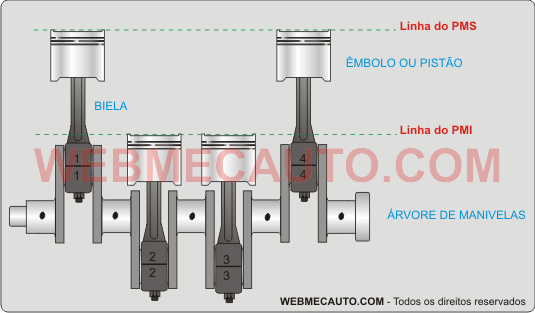 Linha do PMS
ÊMBOLO OU PISTÃO
BIELA
Linha do PMI
WEBMECAUTO.COM
1
1
4
4
ÁRVORE DE MANIVELAS
2
2
3
3
WEBMECAUTO.COM - Todos os direitos reservados